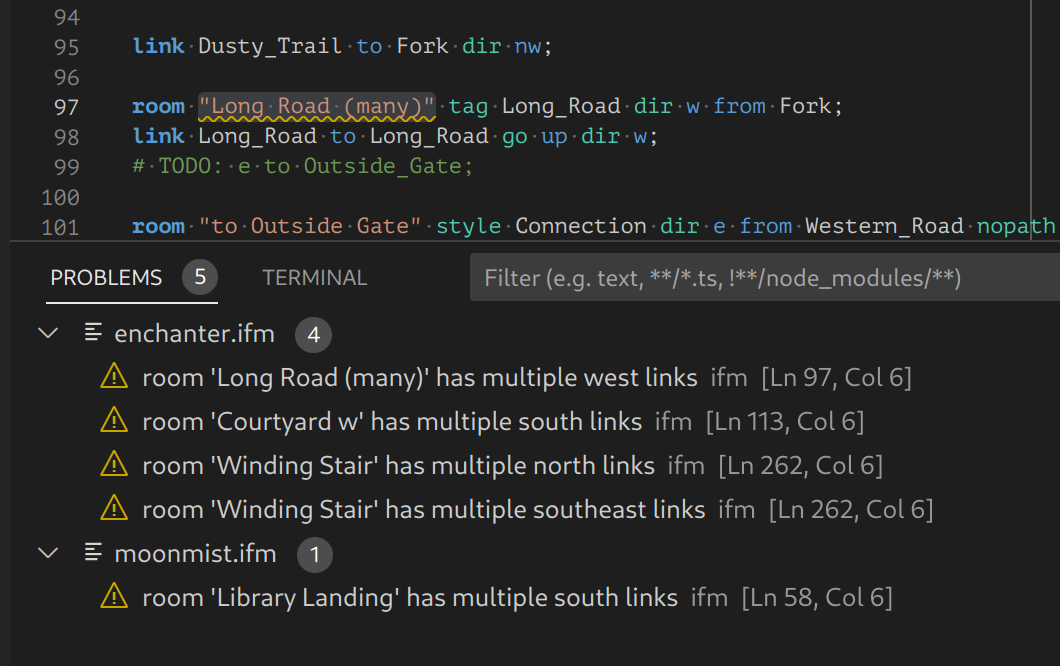 94
95 link Dusty_Trail to Fork dir nw;
96
97 room "Long Road (many)" tag Long_Road dir w from Fork;
98 link Long_Road to Long_Road go up dir w;
99 # TODO: e to Outside_Gate;
100
101 room "to Outside Gate" style Connection dir e from Western_Road nopath
PROBLEMS 5 TERMINAL Filter (e.g. text, **/*.ts, !**/node_modules/**)
enchanter.ifm 4
room 'Long Road (many)' has multiple west links ifm [Ln 97, Col 6]
room 'Courtyard w' has multiple south links ifm [Ln 113, Col 6]
room 'Winding Stair' has multiple north links ifm [Ln 262, Col 6]
room 'Winding Stair' has multiple southeast links ifm [Ln 262, Col 6]
moonmist.ifm 1
room 'Library Landing' has multiple south links ifm [Ln 58, Col 6]